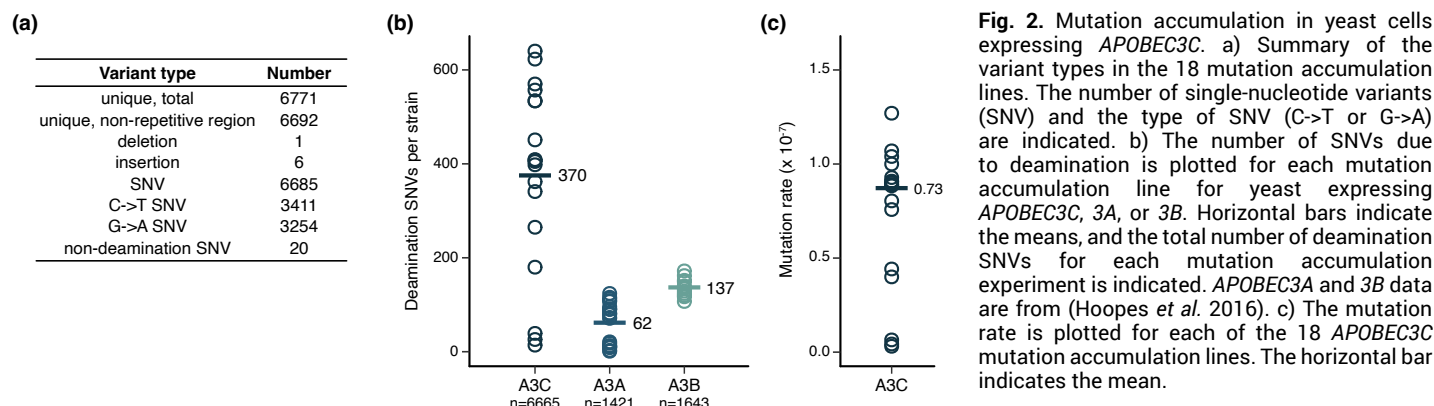 (a)
Variant type Number
unique, total 6771
unique, non-repetitive region 6692
deletion 1
insertion 6
SNV 6685
C->T SNV 3411
G->A SNV 3254
non-deamination SNV 20
(b)
Deamination SNVs per strain
600
400
200
0
370
62
137
A3C A3A A3B
n=6665 n=1421 n=1643
(c)
Mutation rate (x 10⁻⁷)
1.5
1.0
0.5
0.0
0.73
A3C
Fig. 2. Mutation accumulation in yeast cells
expressing APOBEC3C. a) Summary of the
variant types in the 18 mutation accumulation
lines. The number of single-nucleotide variants
(SNV) and the type of SNV (C->T or G->A)
are indicated. b) The number of SNVs due
to deamination is plotted for each mutation
accumulation line for yeast expressing
APOBEC3C, 3A, or 3B. Horizontal bars indicate
the means, and the total number of deamination
SNVs for each mutation accumulation
experiment is indicated. APOBEC3A and 3B data
are from (Hoopes et al. 2016). c) The mutation
rate is plotted for each of the 18 APOBEC3C
mutation accumulation lines. The horizontal bar
indicates the mean.